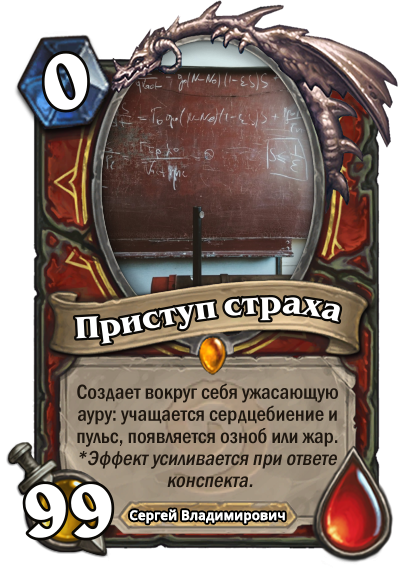 0
Приступ страха
Создает вокруг себя ужасающую
ауру: учащается сердцебиение и
пульс, появляется озноб или жар.
*Эффект усиливается при ответе
конспекта.
99
Сергей Владимирович